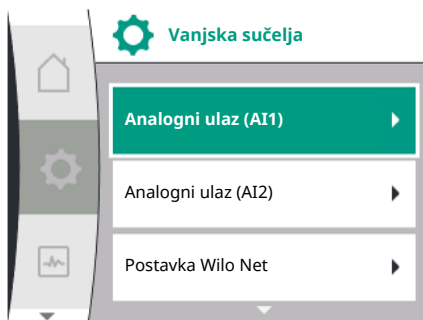 Vanjska sučelja
Analogni ulaz (AI1)
Analogni ulaz (AI2)
Postavka Wilo Net